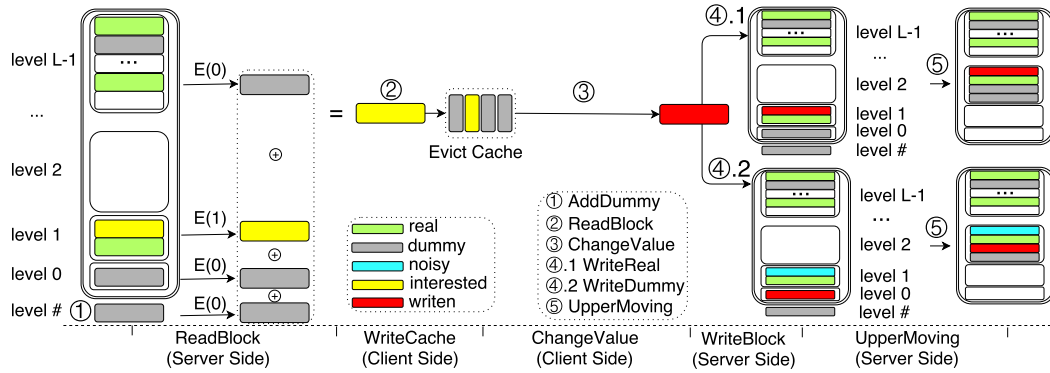 level L-1
...
level 2
level 1
level 0
level # ①
...
E(0)
E(1)
E(0)
E(0)
⊕
⊕
⊕
=
②
Evict Cache
③
④.1
④.2
real
dummy
noisy
interested
writen
① AddDummy
② ReadBlock
③ ChangeValue
④.1 WriteReal
④.2 WriteDummy
⑤ UpperMoving
...
level L-1
...
level 2
level 1
level 0
level #
⑤
...
...
level L-1
...
level 2
level 1
level 0
level #
⑤
...
ReadBlock
(Server Side)
WriteCache
(Client Side)
ChangeValue
(Client Side)
WriteBlock
(Server Side)
UpperMoving
(Server Side)